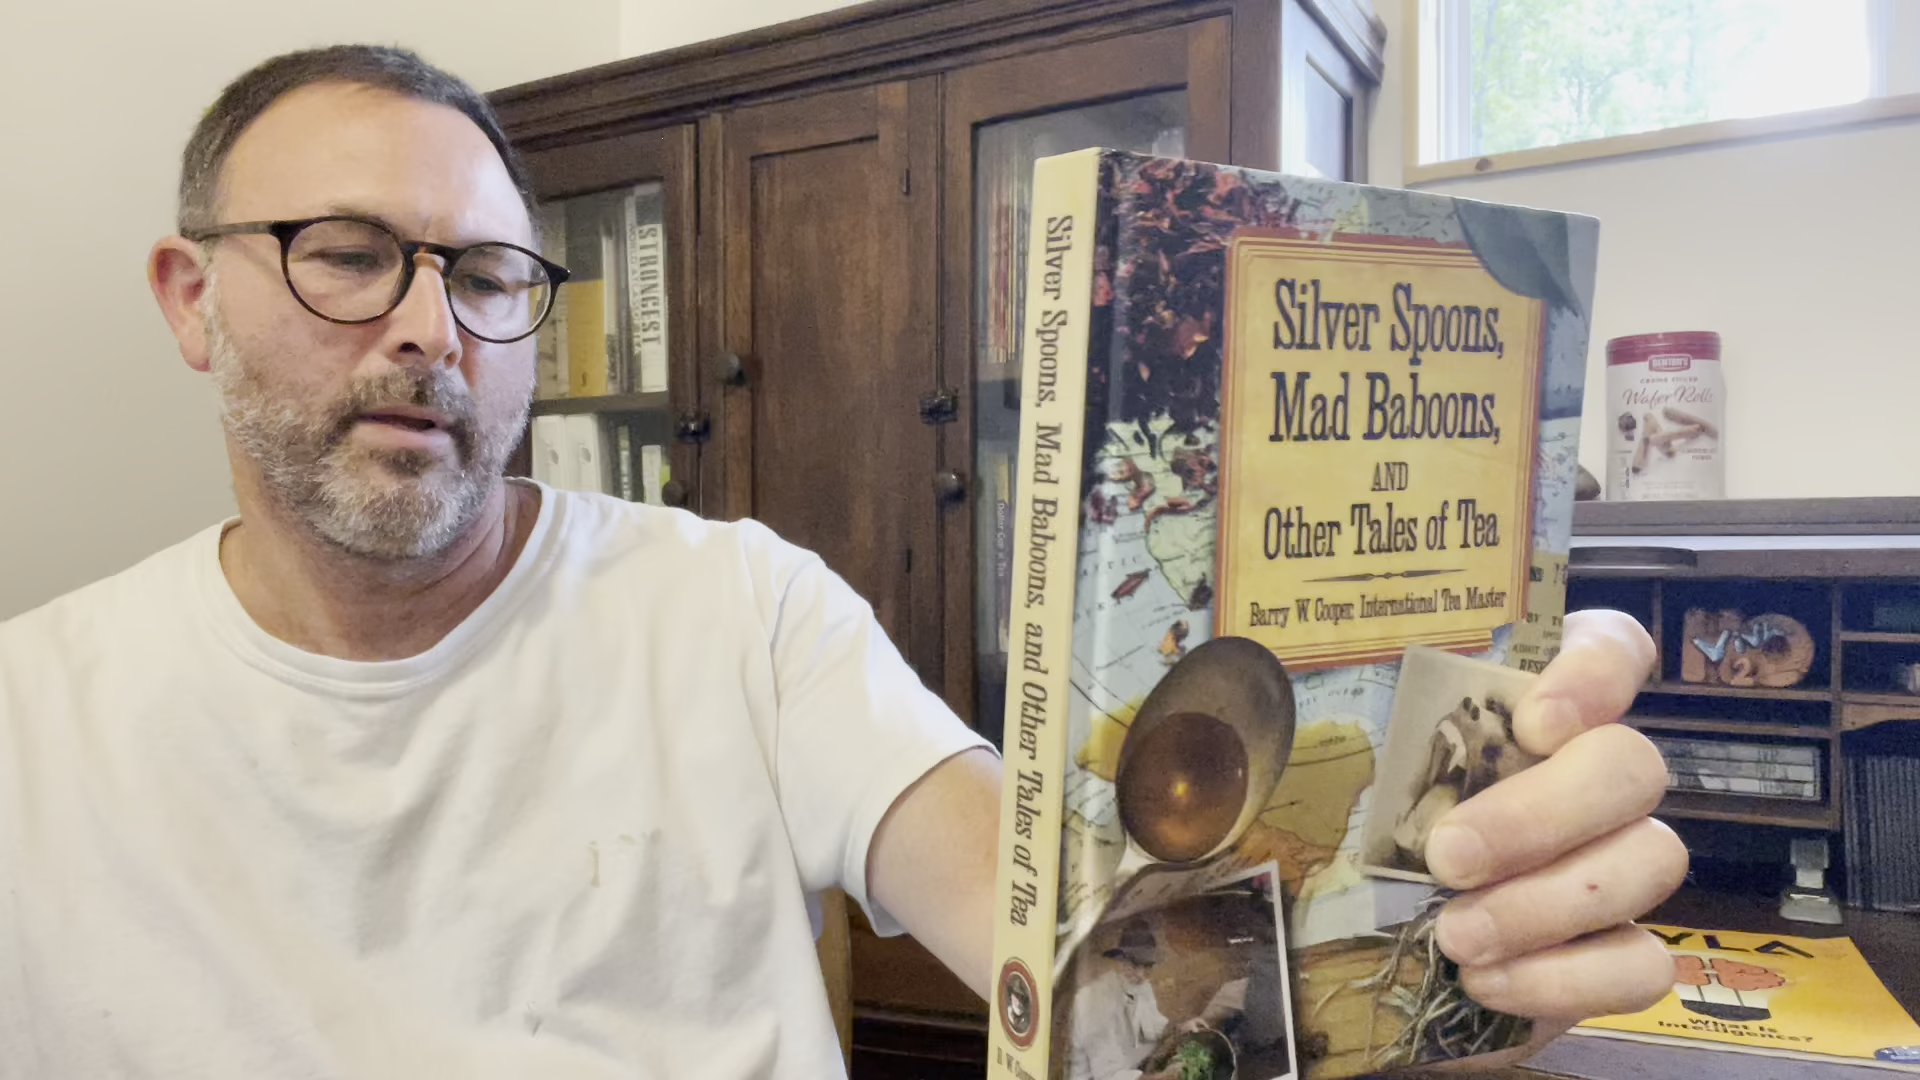 Silver Spoons,
Mad Baboons,
AND
Other Tales of Tea
Barry W. Cooper, International Tea Master
Silver Spoons, Mad Baboons, and Other Tales of Tea
STRONGEST
Wafer Rolls
What Is
Intelligence?